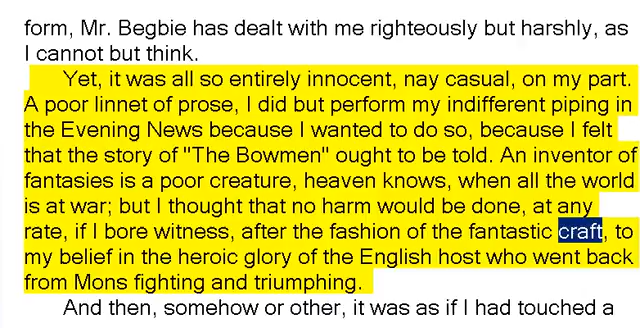 form, Mr. Begbie has dealt with me righteously but harshly, as
I cannot but think.
Yet, it was all so entirely innocent, nay casual, on my part.
A poor linnet of prose, I did but perform my indifferent piping in
the Evening News because I wanted to do so, because I felt
that the story of "The Bowmen" ought to be told. An inventor of
fantasies is a poor creature, heaven knows, when all the world
is at war; but I thought that no harm would be done, at any
rate, if I bore witness, after the fashion of the fantastic craft, to
my belief in the heroic glory of the English host who went back
from Mons fighting and triumphing.
And then, somehow or other, it was as if I had touched a